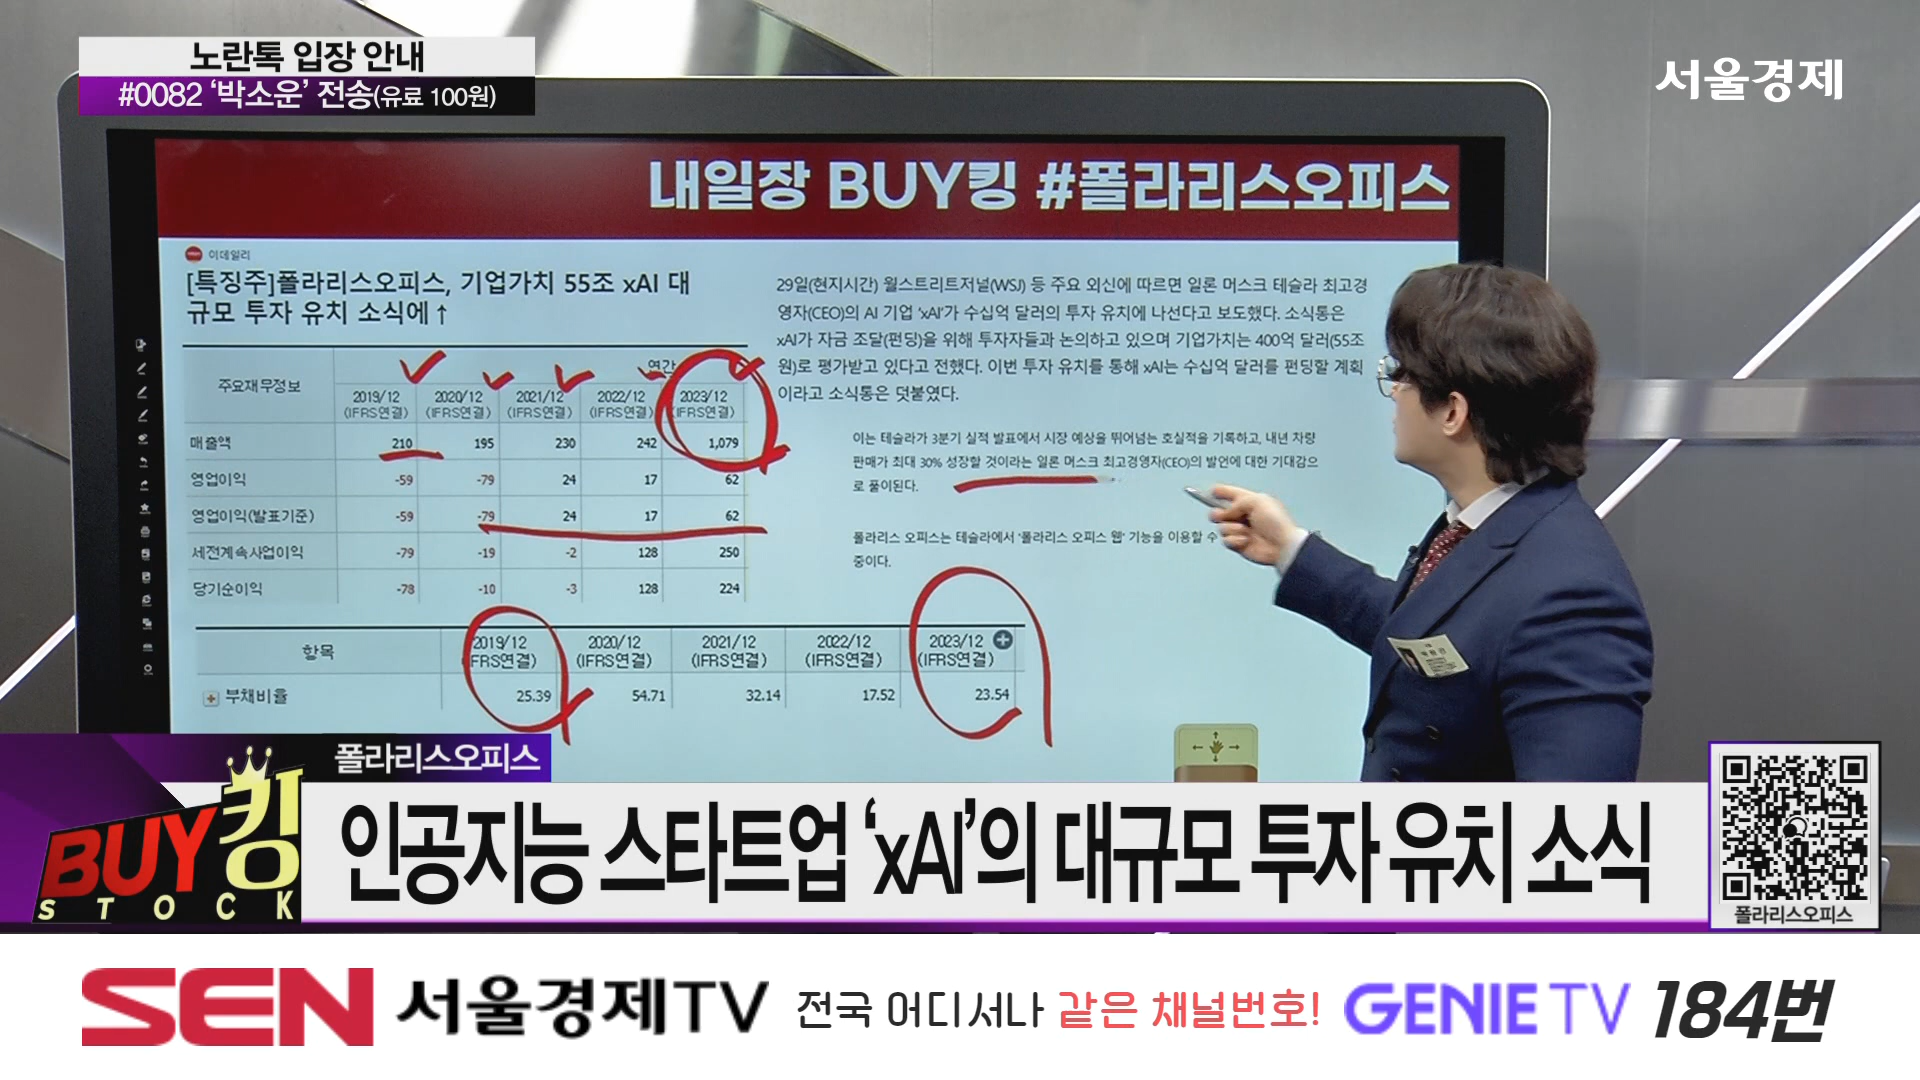 노란톡 입장 안내
#0082 ‘박소운’ 전송(유료 100원)
서울경제
내일장 BUY킹 #폴라리스오피스
이데일리
[특징주]폴라리스오피스, 기업가치 55조 xAI 대
규모 투자 유치 소식에↑
주요재무정보 연간
2019/12 2020/12 2021/12 2022/12 2023/12
(IFRS연결) (IFRS연결) (IFRS연결) (IFRS연결) (IFRS연결)
매출액 210 195 230 242 1,079
영업이익 -59 -79 24 17 62
영업이익(발표기준) -59 -79 24 17 62
세전계속사업이익 -79 -19 -2 128 250
당기순이익 -78 -10 -3 128 224
항목 2019/12 2020/12 2021/12 2022/12 2023/12
(IFRS연결) (IFRS연결) (IFRS연결) (IFRS연결) (IFRS연결)
부채비율 25.39 54.71 32.14 17.52 23.54
29일(현지시간) 월스트리트저널(WSJ) 등 주요 외신에 따르면 일론 머스크 테슬라 최고경
영자(CEO)의 AI 기업 ‘xAI’가 수십억 달러의 투자 유치에 나선다고 보도했다. 소식통은
xAI가 자금 조달(펀딩)을 위해 투자자들과 논의하고 있으며 기업가치는 400억 달러(55조
원)로 평가받고 있다고 전했다. 이번 투자 유치를 통해 xAI는 수십억 달러를 펀딩할 계획
이라고 소식통은 덧붙였다.
이는 테슬라가 3분기 실적 발표에서 시장 예상을 뛰어넘는 호실적을 기록하고, 내년 차량
판매가 최대 30% 성장할 것이라는 일론 머스크 최고경영자(CEO)의 발언에 대한 기대감으
로 풀이된다.
폴라리스 오피스는 테슬라에서 ‘폴라리스 오피스 웹’ 기능을 이용할 수
중이다.
폴라리스오피스
BUY킹
STOCK
인공지능 스타트업 ‘xAI’의 대규모 투자 유치 소식
폴라리스오피스
SEN 서울경제TV 전국 어디서나 같은 채널번호! GENIE TV 184번